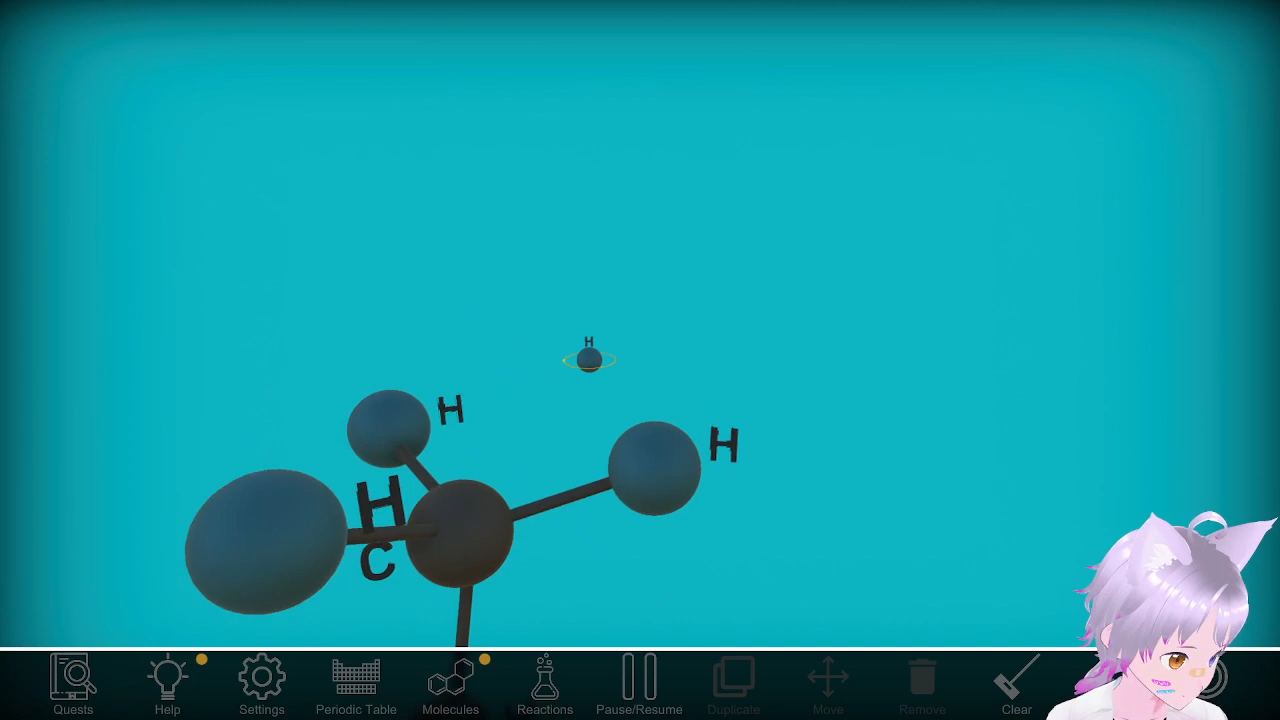 H
H
H
H
C
Quests
Help
Settings
Periodic Table
Molecules
Reactions
Pause/Resume
Duplicate
Move
Remove
Clear